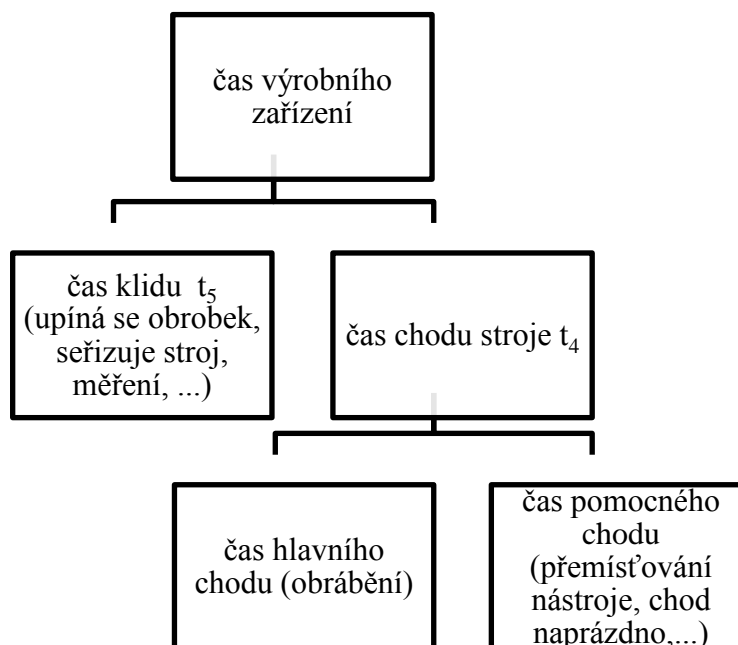 čas výrobního
zařízení
čas klidu t₅
(upíná se obrobek,
seřizuje stroj,
měření, ...)
čas chodu stroje t₄
čas hlavního
chodu (obrábění)
čas pomocného
chodu
(přemísťování
nástroje, chod
naprázdno,...)